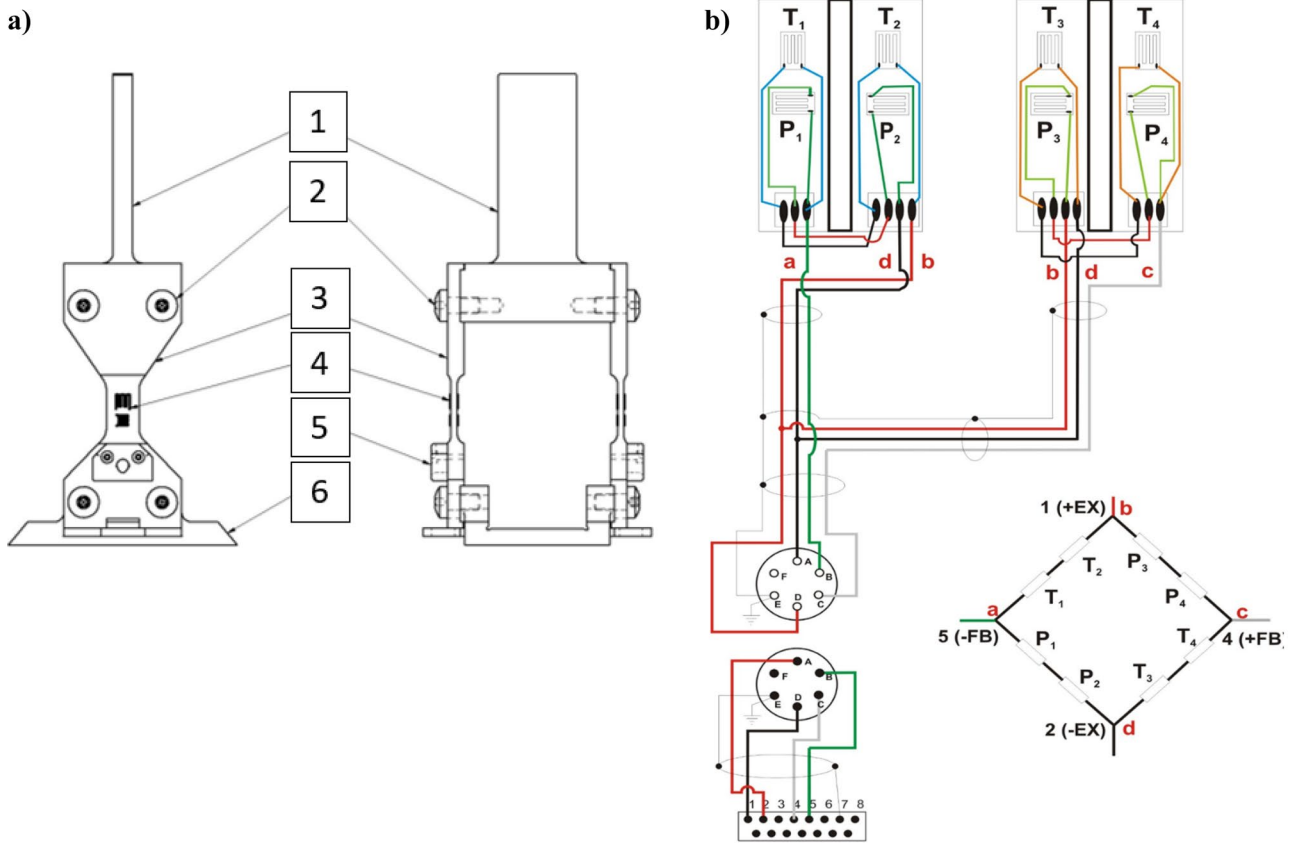 a)
1
2
3
4
5
6
b)
T1 T2 T3 T4
P1 P2 P3 P4
a d b b d c
A
F B
E D C
A
F B
E D C
1 2 3 4 5 6 7 8
1 (+EX) b
T2 P3
T1 P4
a c
5 (-FB) 4 (+FB)
P1 T4
P2 T3
2 (-EX) d